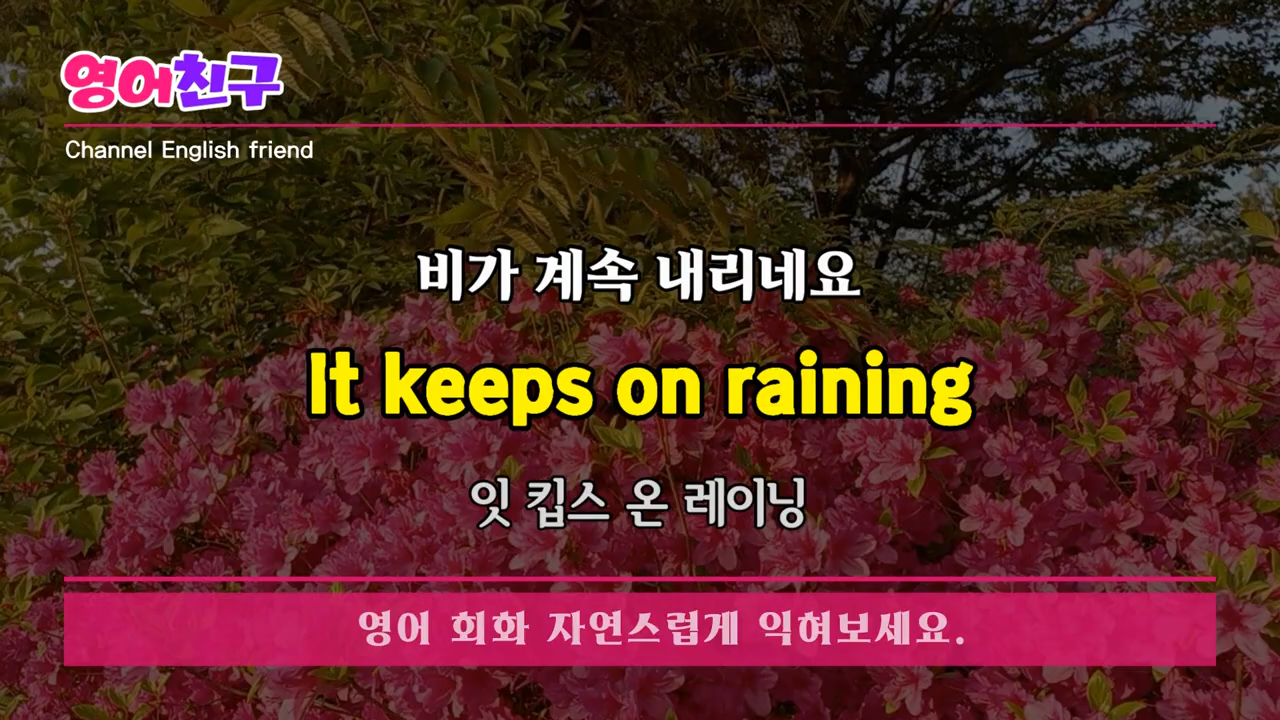 영어친구
Channel English friend
비가 계속 내리네요
It keeps on raining
잇 킵스 온 레이닝
영어 회화 자연스럽게 익혀보세요.